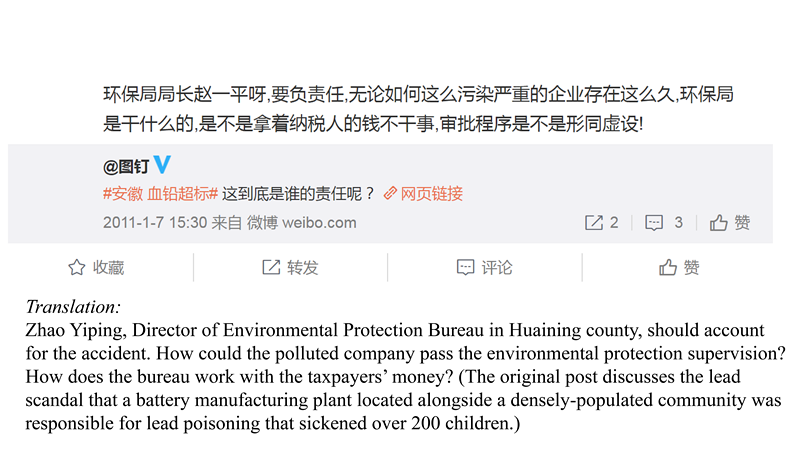 环保局局长赵一平呀,要负责任,无论如何这么污染严重的企业存在这么久,环保局
是干什么的,是不是拿着纳税人的钱不干事,审批程序是不是形同虚设!
@图钉
#安徽 血铅超标# 这到底是谁的责任呢？ 网页链接
2011-1-7 15:30 来自 微博 weibo.com 2 3 赞
收藏 转发 评论 赞
Translation:
Zhao Yiping, Director of Environmental Protection Bureau in Huaining county, should account
for the accident. How could the polluted company pass the environmental protection supervision?
How does the bureau work with the taxpayers’ money? (The original post discusses the lead
scandal that a battery manufacturing plant located alongside a densely-populated community was
responsible for lead poisoning that sickened over 200 children.)